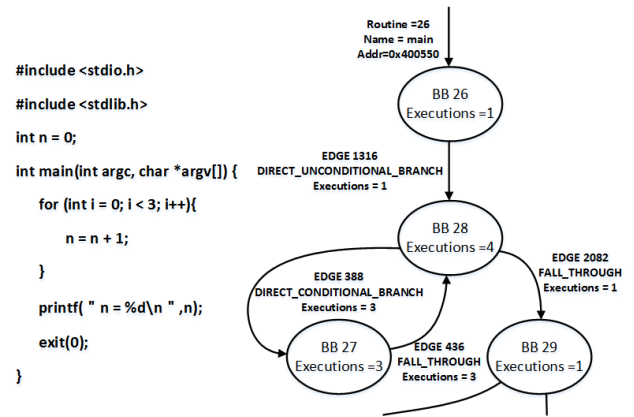 #include <stdio.h>
#include <stdlib.h>
int n = 0;
int main(int argc, char *argv[]) {
for (int i = 0; i < 3; i++){
n = n + 1;
}
printf( " n = %d\n " ,n);
exit(0);
}
Routine =26
Name = main
Addr=0x400550
BB 26
Executions =1
EDGE 1316
DIRECT_UNCONDITIONAL_BRANCH
Executions = 1
BB 28
Executions =4
EDGE 2082
FALL_THROUGH
Executions = 1
EDGE 388
DIRECT_CONDITIONAL_BRANCH
Executions = 3
BB 27
Executions =3
EDGE 436
FALL_THROUGH
Executions = 3
BB 29
Executions =1